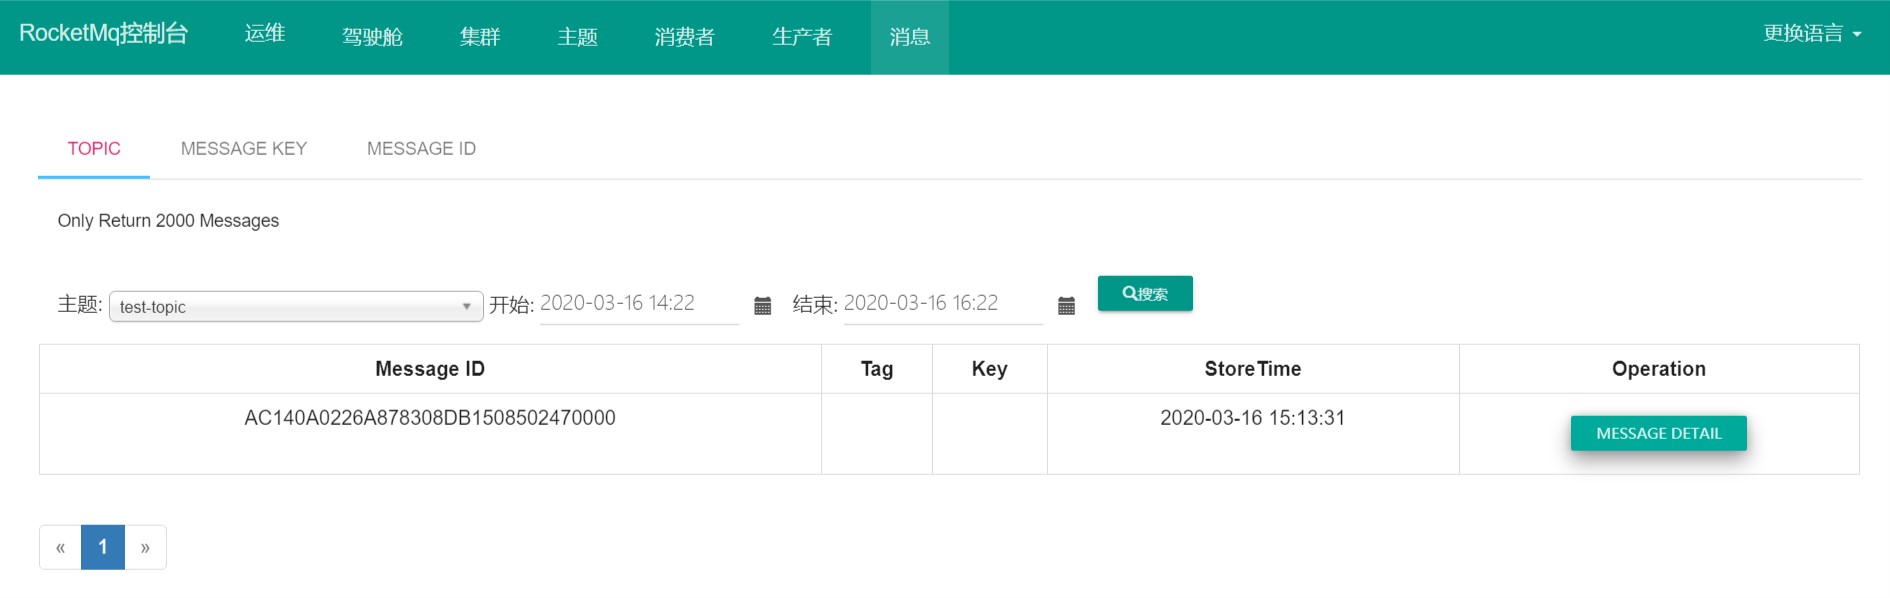 RocketMq控制台 运维 驾驶舱 集群 主题 消费者 生产者 消息 更换语言
TOPIC MESSAGE KEY MESSAGE ID
Only Return 2000 Messages
主题: test-topic 开始: 2020-03-16 14:22 结束: 2020-03-16 16:22 搜索
Message ID Tag Key StoreTime Operation
AC140A0226A878308DB1508502470000 2020-03-16 15:13:31 MESSAGE DETAIL
« 1 »